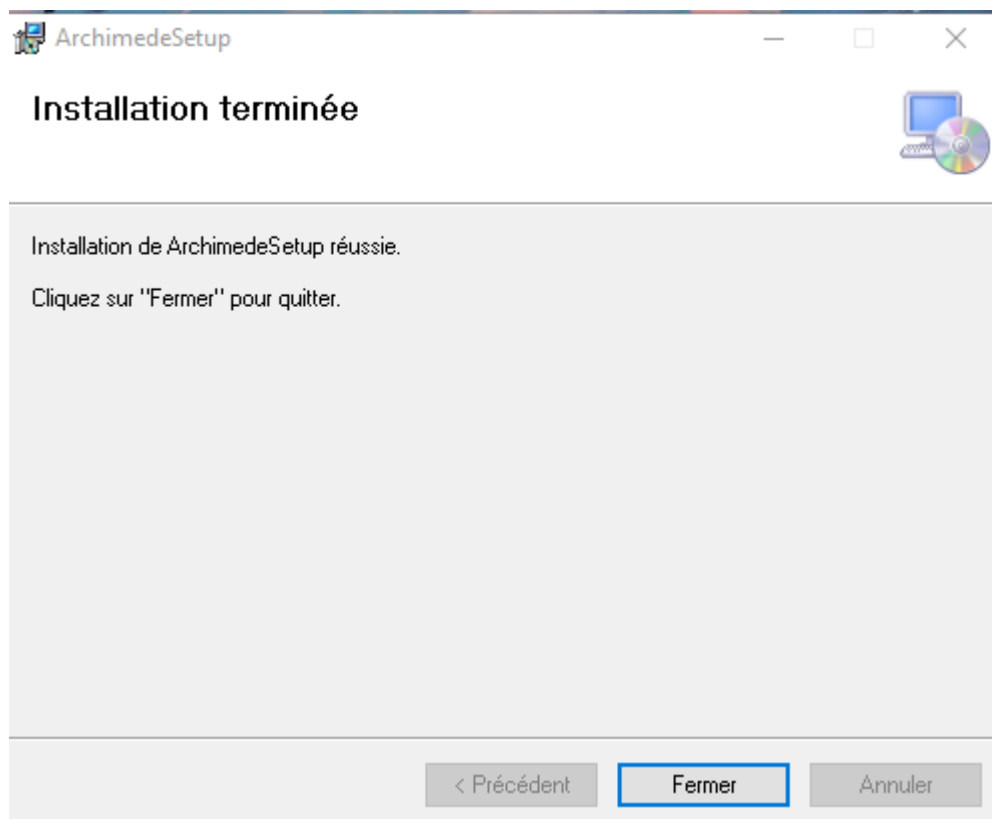 ArchimedeSetup
Installation terminée
Installation de ArchimedeSetup réussie.
Cliquez sur "Fermer" pour quitter.
< Précédent
Fermer
Annuler